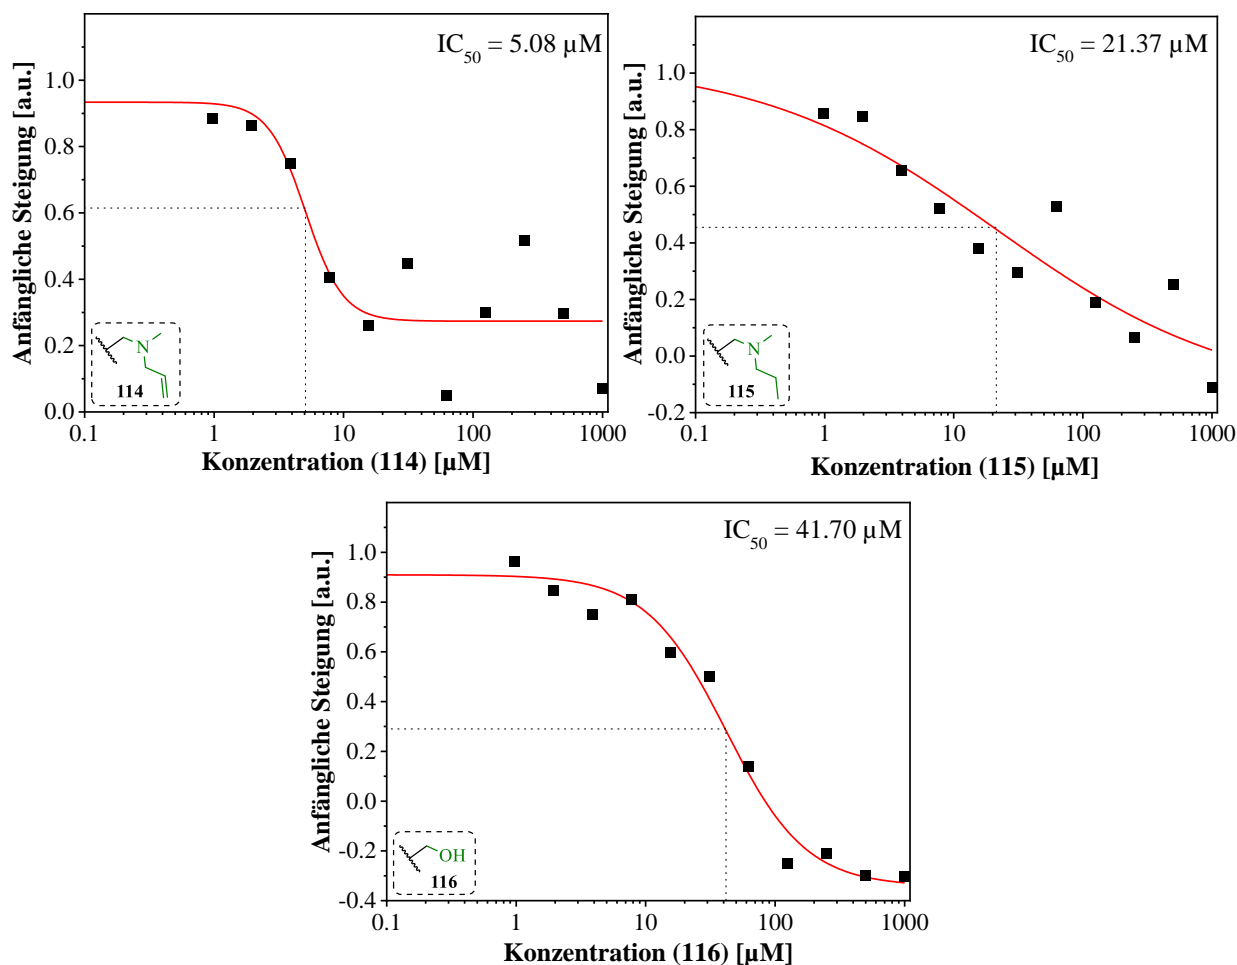 IC50 = 5.08 µM
Anfängliche Steigung [a.u.]
1.0
0.8
0.6
0.4
0.2
0.0
N
114
0.1 1 10 100 1000
Konzentration (114) [µM]
IC50 = 21.37 µM
Anfängliche Steigung [a.u.]
1.0
0.8
0.6
0.4
0.2
0.0
-0.2
N
115
0.1 1 10 100 1000
Konzentration (115) [µM]
IC50 = 41.70 µM
Anfängliche Steigung [a.u.]
1.0
0.8
0.6
0.4
0.2
0.0
-0.2
-0.4
OH
116
0.1 1 10 100 1000
Konzentration (116) [µM]